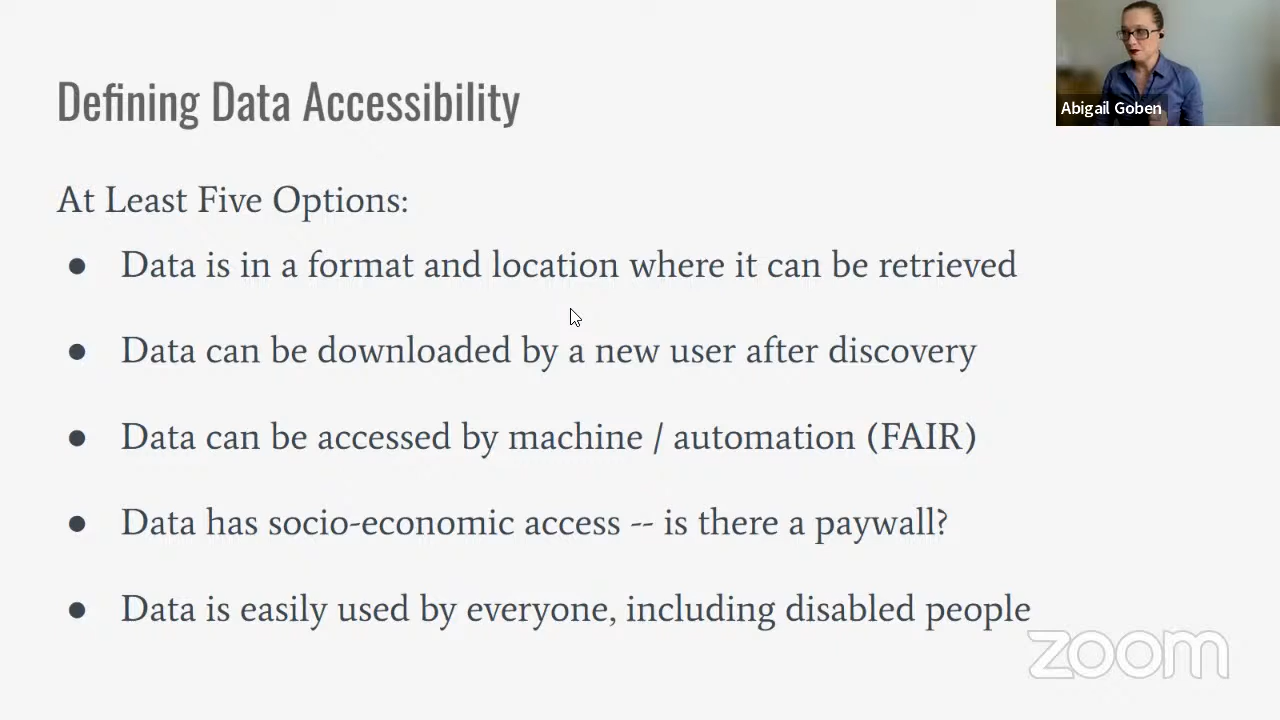 Defining Data Accessibility
Abigail Goben
At Least Five Options:
● Data is in a format and location where it can be retrieved
● Data can be downloaded by a new user after discovery
● Data can be accessed by machine / automation (FAIR)
● Data has socio-economic access -- is there a paywall?
● Data is easily used by everyone, including disabled people
zoom